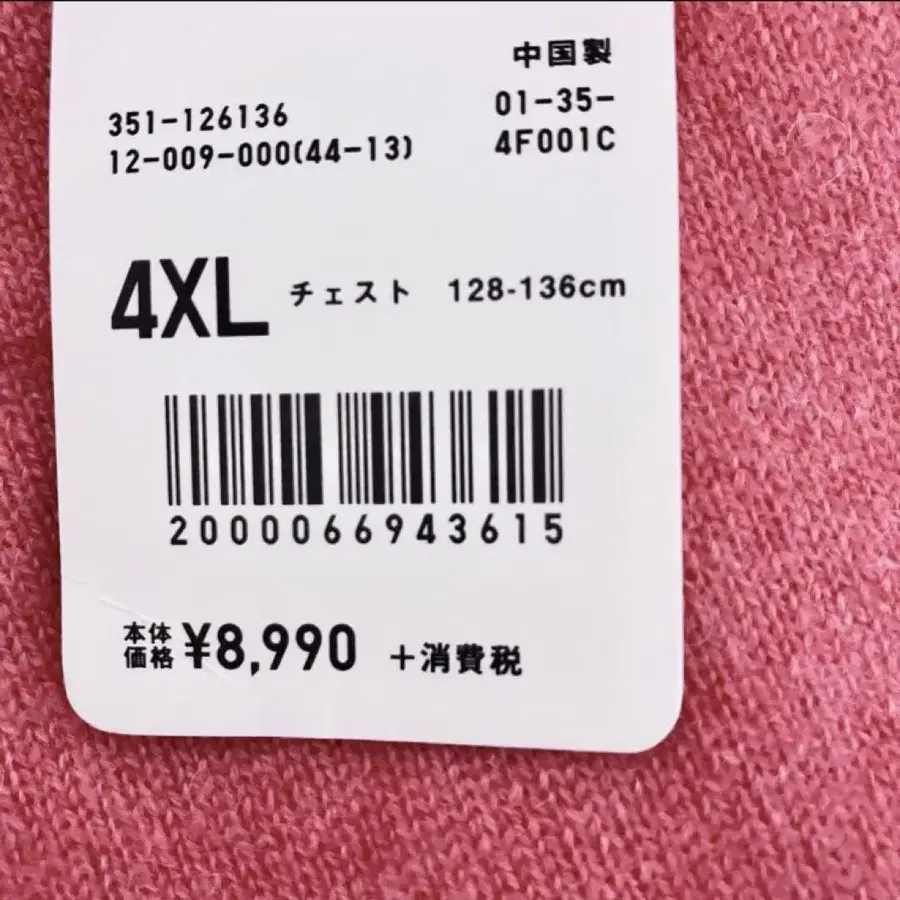 中国製
351-126136 01-35-
12-009-000(44-13) 4F001C
4XL チェスト 128-136cm
2000066943615
本体価格 ¥8,990 +消費税